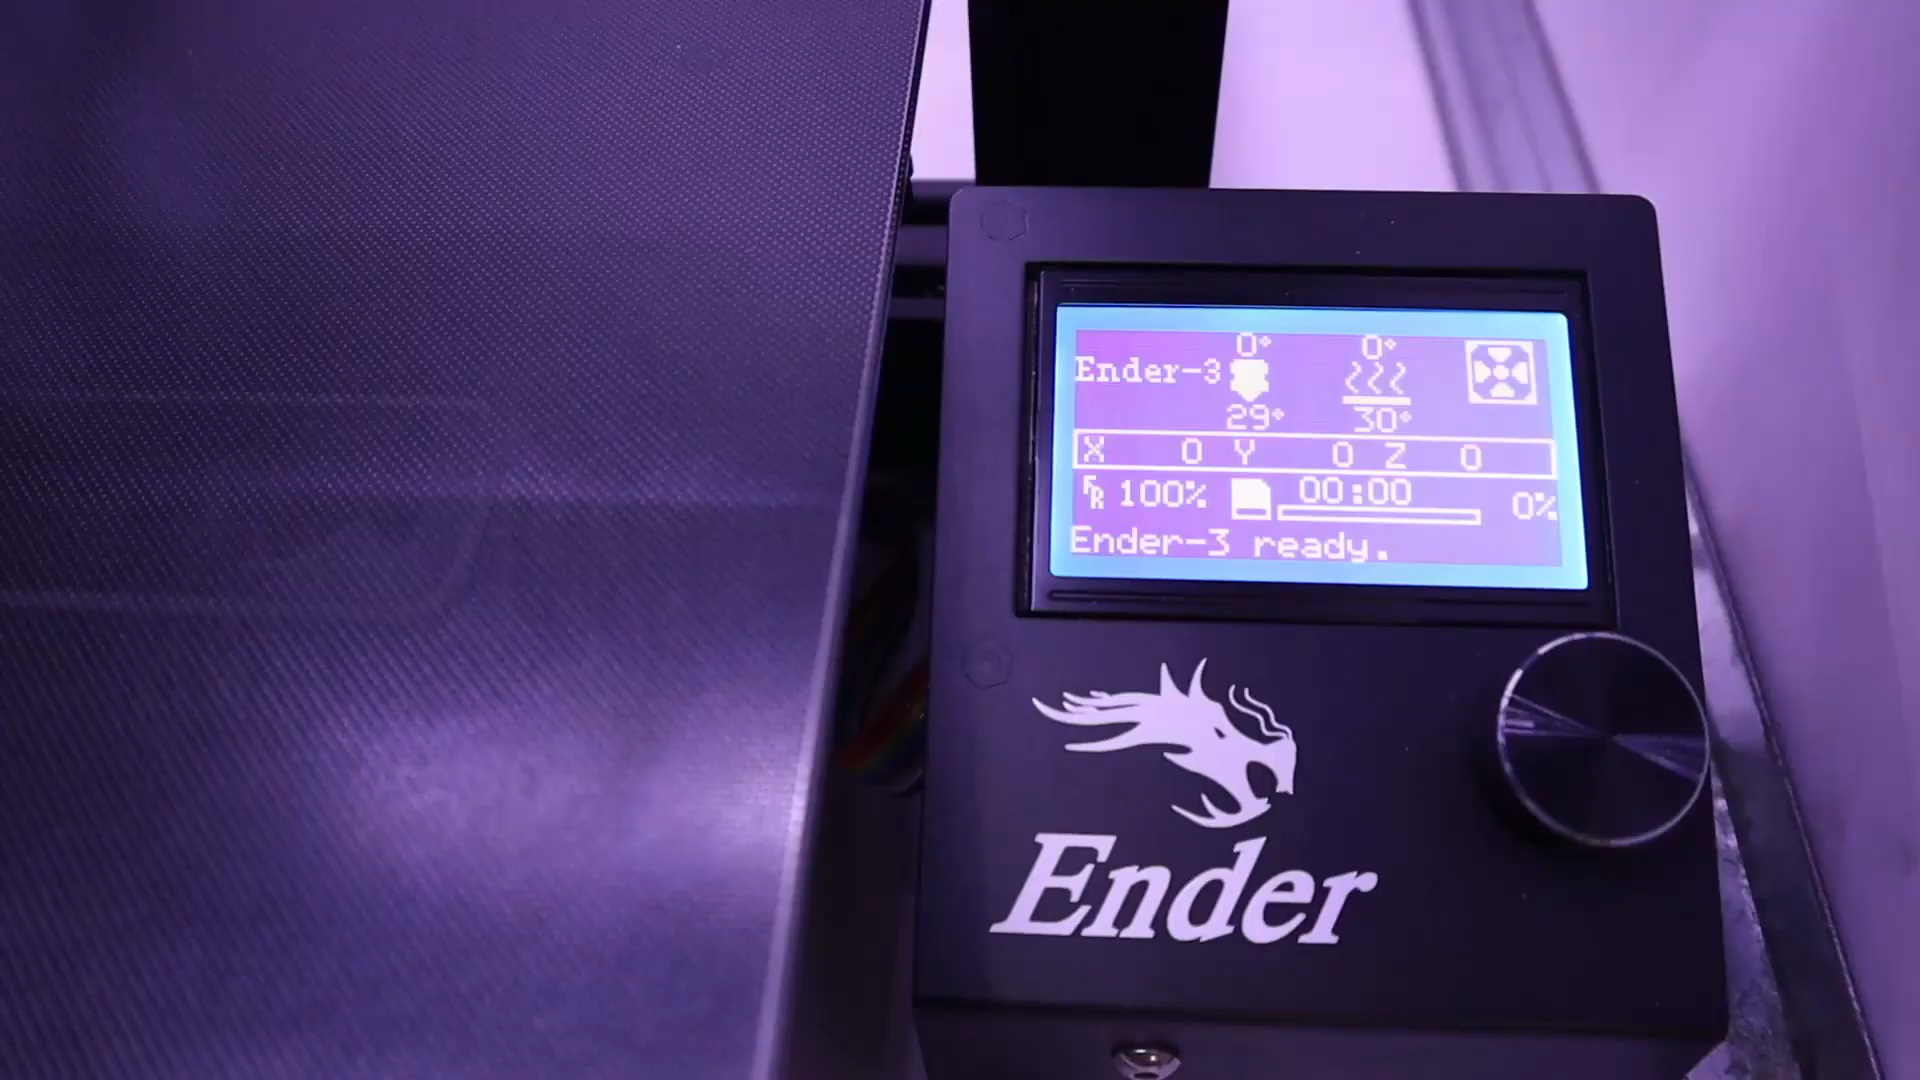 0° 0°
Ender-3
29° 30°
X 0 Y 0 Z 0
FR 100% 00:00 0%
Ender-3 ready.
Ender